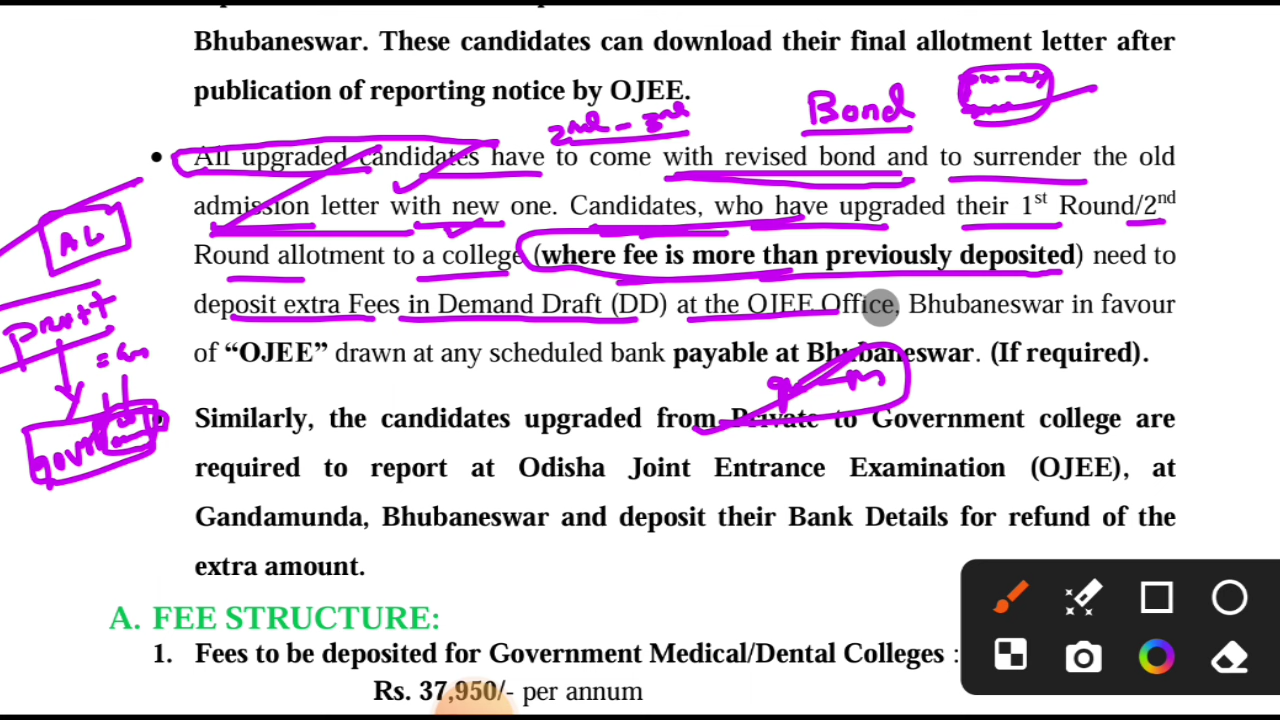 Bhubaneswar. These candidates can download their final allotment letter after
publication of reporting notice by OJEE.
2nd - 3rd
Bond
• All upgraded candidates have to come with revised bond and to surrender the old
admission letter with new one. Candidates, who have upgraded their 1st Round/2nd
AL
Round allotment to a college (where fee is more than previously deposited) need to
deposit extra Fees in Demand Draft (DD) at the OJEE Office, Bhubaneswar in favour
of “OJEE” drawn at any scheduled bank payable at Bhubaneswar. (If required).
Similarly, the candidates upgraded from Private to Government college are
required to report at Odisha Joint Entrance Examination (OJEE), at
Gandamunda, Bhubaneswar and deposit their Bank Details for refund of the
extra amount.
A. FEE STRUCTURE:
1. Fees to be deposited for Government Medical/Dental Colleges :
Rs. 37,950/- per annum